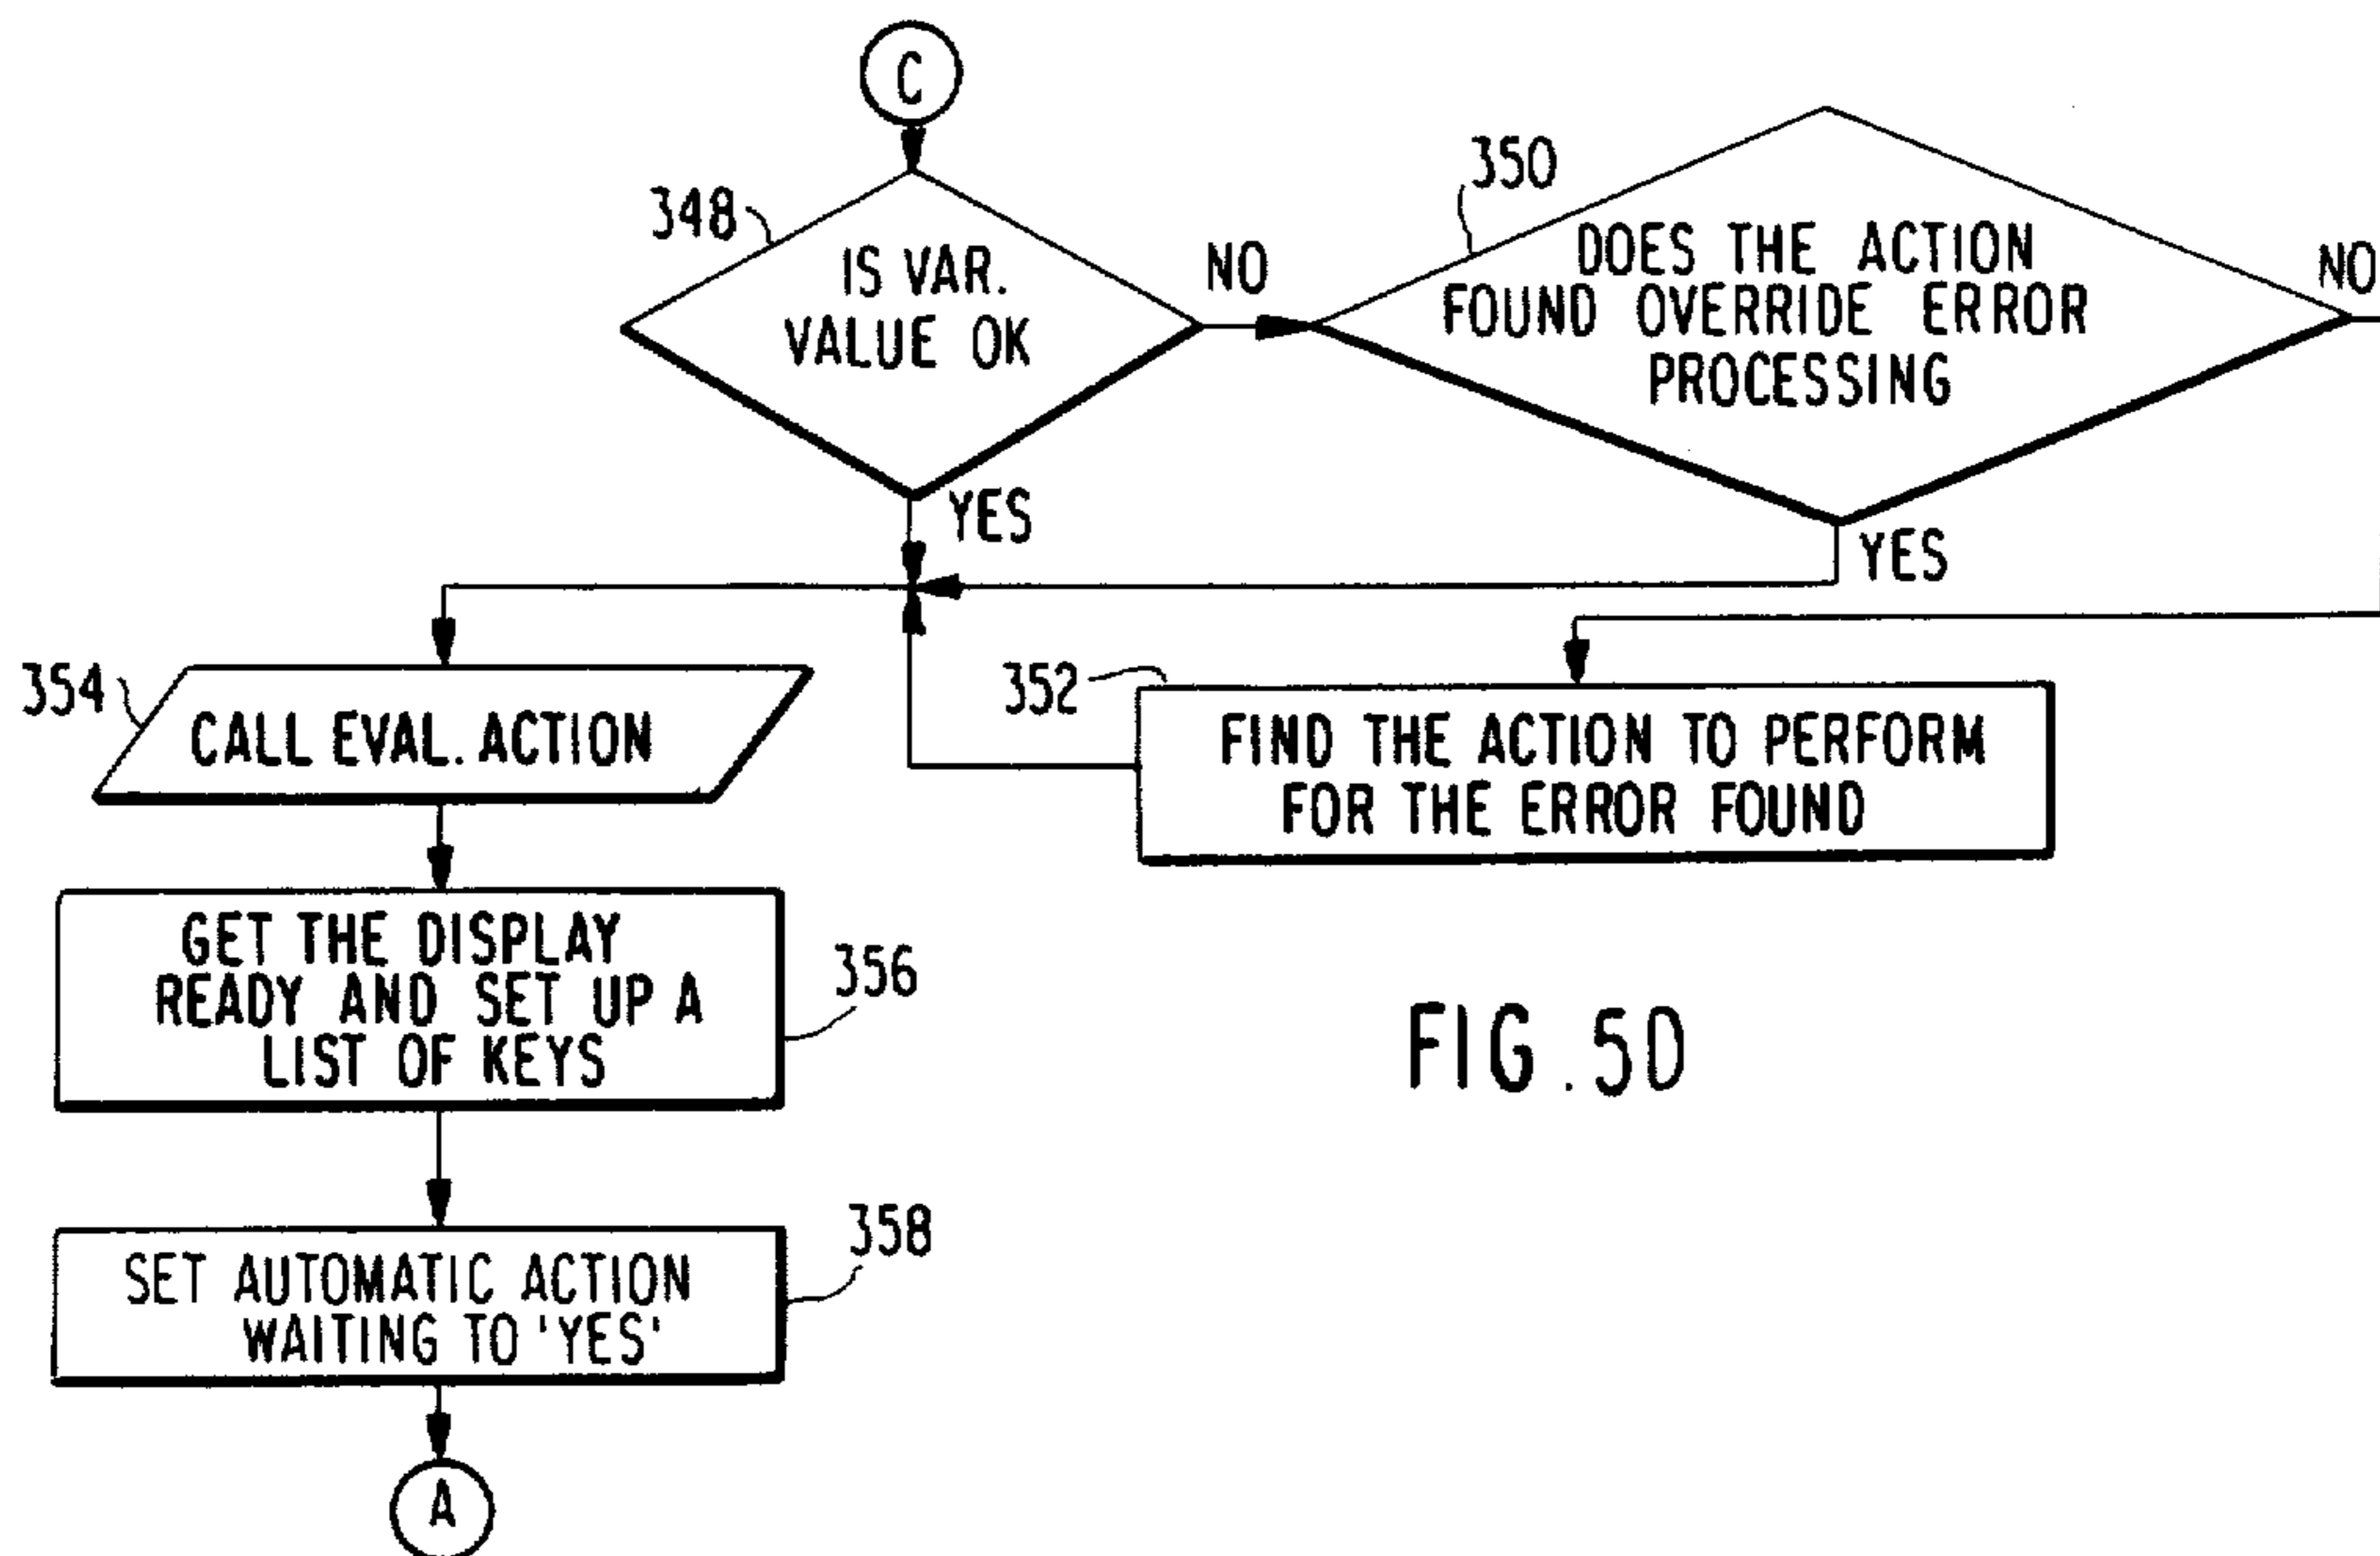 C
348
IS VAR.
VALUE OK
NO
YES
350
DOES THE ACTION
FOUND OVERRIDE ERROR
PROCESSING
NO
YES
354
CALL EVAL. ACTION
352
FIND THE ACTION TO PERFORM
FOR THE ERROR FOUND
GET THE DISPLAY
READY AND SET UP A
LIST OF KEYS
356
FIG. 5D
SET AUTOMATIC ACTION
WAITING TO 'YES'
358
A